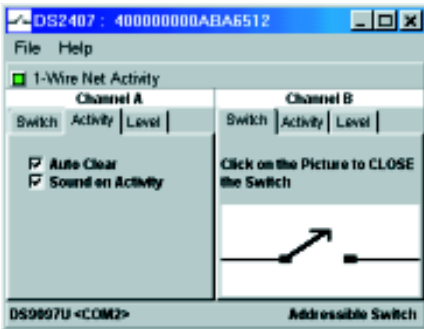 DS2407 : 400000000ABA6512
File Help
1-Wire Net Activity
Channel A
Switch Activity Level
Auto Clear
Sound on Activity
Channel B
Switch Activity Level
Click on the Picture to CLOSE
the Switch
DS9097U <COM2>
Addressible Switch